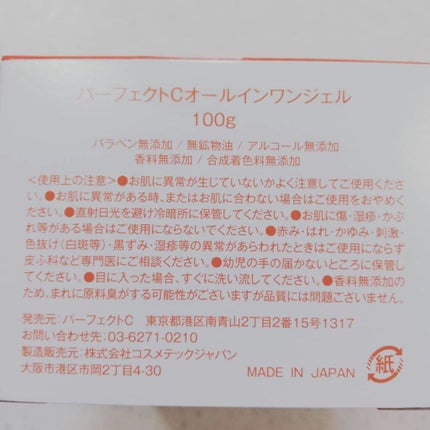 パーフェクトCオールインワンジェル
100g
パラベン無添加 / 無鉱物油 / アルコール無添加
香料無添加 / 合成着色料無添加
<使用上の注意>●お肌に異常が生じていないかよく注意してご使用くださ
い。●お肌に異常がある時、またはお肌に合わない場合はご使用をおやめく
ださい。●直射日光を避け冷暗所に保管してください。●お肌に傷・湿疹・かぶ
れ等がある場合はご使用にならないでください。●赤み・はれ・かゆみ・刺激・
色抜け(白斑等)・黒ずみ・湿疹等の異常があらわれたときはご使用にならず
皮ふ科など専門医にご相談ください。●幼児の手の届かないところに保管し
てください。●目に入った場合、すぐに洗い流してください。●香料無添加の
ため、まれに原料臭がする可能性がございますが品質には問題ございません。
発売元:パーフェクトC 東京都港区南青山2丁目2番15号1317
お問い合わせ先:03-6271-0210
製造販売元:株式会社コスメテックジャパン
大阪市港区市岡2丁目4-30
MADE IN JAPAN
紙